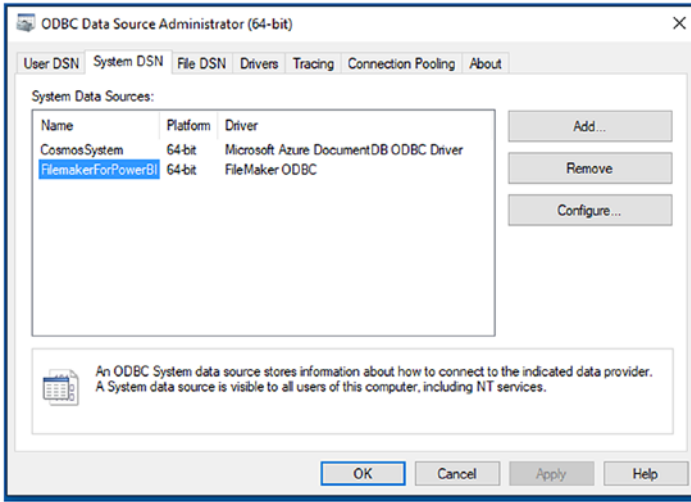 ODBC Data Source Administrator (64-bit)
User DSN System DSN File DSN Drivers Tracing Connection Pooling About
System Data Sources:
Name Platform Driver
CosmosSystem 64-bit Microsoft Azure DocumentDB ODBC Driver
FilemakerForPowerBI 64-bit FileMaker ODBC
Add...
Remove
Configure...
An ODBC System data source stores information about how to connect to the indicated data provider.
A System data source is visible to all users of this computer, including NT services.
OK Cancel Apply Help